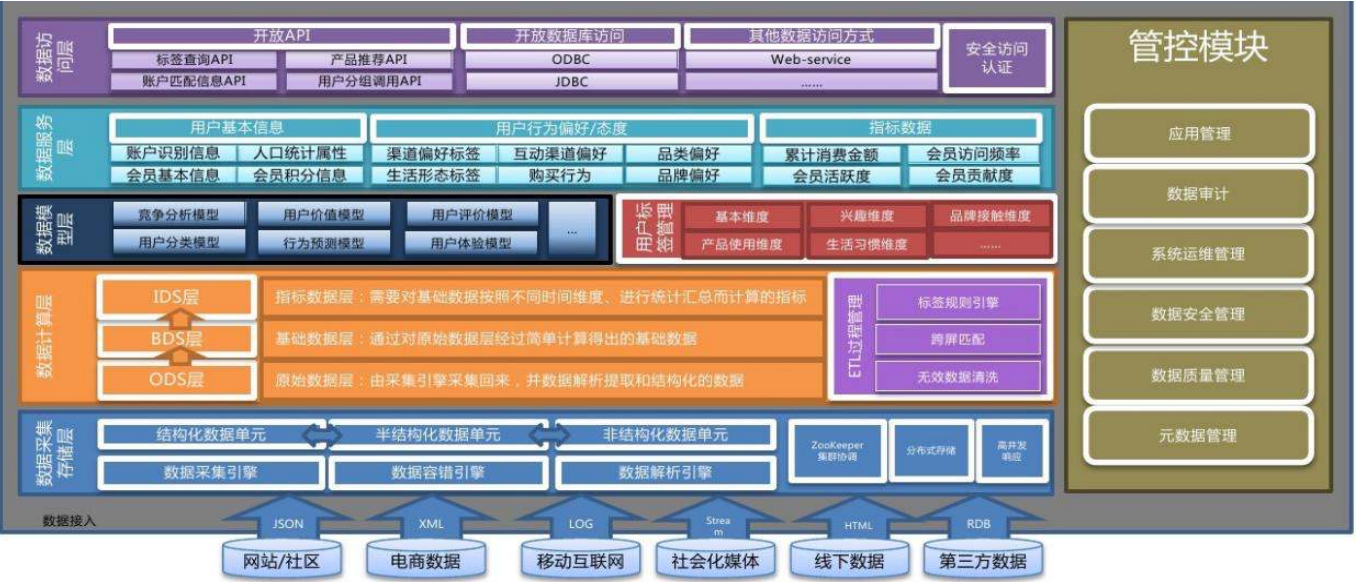 数据访
问层
开放API
标签查询API
产品推荐API
账户匹配信息API
用户分组调用API
开放数据库访问
ODBC
JDBC
其他数据访问方式
Web-service
......
安全访问
认证
数据服务
层
用户基本信息
账户识别信息
人口统计属性
会员基本信息
会员积分信息
用户行为偏好/态度
渠道偏好标签
互动渠道偏好
品类偏好
生活形态标签
购买行为
品牌偏好
指标数据
累计消费金额
会员访问频率
会员活跃度
会员贡献度
数据模
型层
竞争分析模型
用户价值模型
用户评价模型
用户分类模型
行为预测模型
用户体验模型
...
用户标
签管理
基本维度
兴趣维度
品牌接触维度
产品使用维度
生活习惯维度
......
数据计算层
IDS层
指标数据层：需要对基础数据按照不同时间维度、进行统计汇总而计算的指标
BDS层
基础数据层：通过对原始数据层经过简单计算得出的基础数据
ODS层
原始数据层：由采集引擎采集回来，并数据解析提取和结构化的数据
ETL过程管理
标签规则引擎
跨屏匹配
无效数据清洗
数据采集
存储层
结构化数据单元
半结构化数据单元
非结构化数据单元
数据采集引擎
数据容错引擎
数据解析引擎
ZooKeeper
集群协调
分布式存储
高并发
响应
数据接入
JSON
XML
LOG
Strea
m
HTML
RDB
网站/社区
电商数据
移动互联网
社会化媒体
线下数据
第三方数据
管控模块
应用管理
数据审计
系统运维管理
数据安全管理
数据质量管理
元数据管理